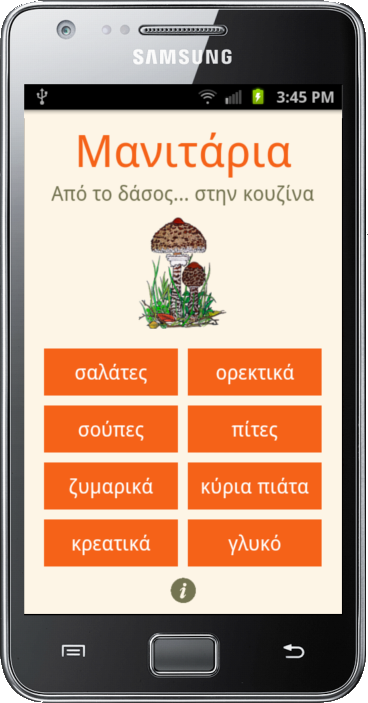 SAMSUNG
3:45 PM
Μανιτάρια
Από το δάσος... στην κουζίνα
σαλάτες
ορεκτικά
σούπες
πίτες
ζυμαρικά
κύρια πιάτα
κρεατικά
γλυκό
i